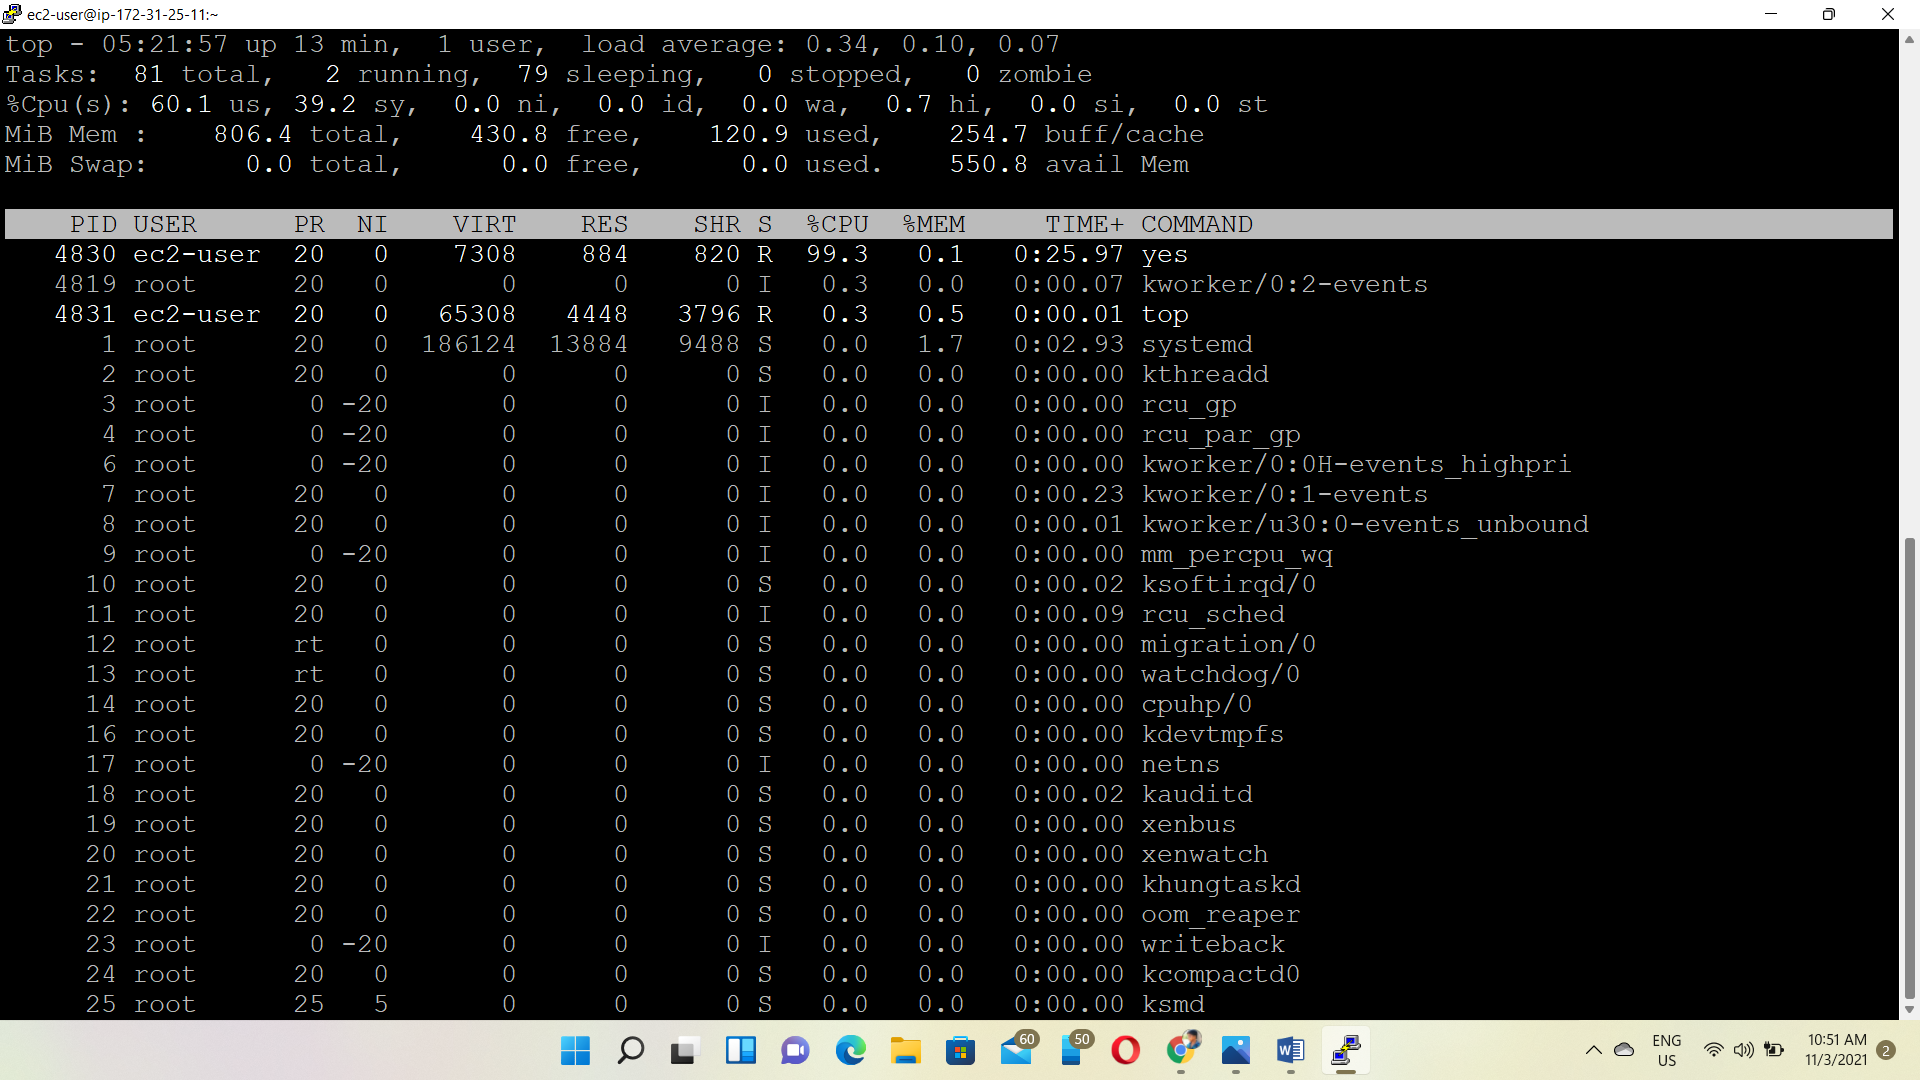 ec2-user@ip-172-31-25-11:~
top - 05:21:57 up 13 min,  1 user,  load average: 0.34, 0.10, 0.07
Tasks:  81 total,   2 running,  79 sleeping,   0 stopped,   0 zombie
%Cpu(s): 60.1 us, 39.2 sy,  0.0 ni,  0.0 id,  0.0 wa,  0.7 hi,  0.0 si,  0.0 st
MiB Mem :    806.4 total,    430.8 free,    120.9 used,    254.7 buff/cache
MiB Swap:      0.0 total,      0.0 free,      0.0 used.    550.8 avail Mem
PID USER      PR  NI    VIRT    RES    SHR S  %CPU  %MEM     TIME+ COMMAND
4830 ec2-user  20   0    7308    884    820 R  99.3   0.1   0:25.97 yes
4819 root      20   0       0      0      0 I   0.3   0.0   0:00.07 kworker/0:2-events
4831 ec2-user  20   0   65308   4448   3796 R   0.3   0.5   0:00.01 top
1 root      20   0  186124  13884   9488 S   0.0   1.7   0:02.93 systemd
2 root      20   0       0      0      0 S   0.0   0.0   0:00.00 kthreadd
3 root       0 -20       0      0      0 I   0.0   0.0   0:00.00 rcu_gp
4 root       0 -20       0      0      0 I   0.0   0.0   0:00.00 rcu_par_gp
6 root       0 -20       0      0      0 I   0.0   0.0   0:00.00 kworker/0:0H-events_highpri
7 root      20   0       0      0      0 I   0.0   0.0   0:00.23 kworker/0:1-events
8 root      20   0       0      0      0 I   0.0   0.0   0:00.01 kworker/u30:0-events_unbound
9 root       0 -20       0      0      0 I   0.0   0.0   0:00.00 mm_percpu_wq
10 root      20   0       0      0      0 S   0.0   0.0   0:00.02 ksoftirqd/0
11 root      20   0       0      0      0 I   0.0   0.0   0:00.09 rcu_sched
12 root      rt   0       0      0      0 S   0.0   0.0   0:00.00 migration/0
13 root      rt   0       0      0      0 S   0.0   0.0   0:00.00 watchdog/0
14 root      20   0       0      0      0 S   0.0   0.0   0:00.00 cpuhp/0
16 root      20   0       0      0      0 S   0.0   0.0   0:00.00 kdevtmpfs
17 root       0 -20       0      0      0 I   0.0   0.0   0:00.00 netns
18 root      20   0       0      0      0 S   0.0   0.0   0:00.02 kauditd
19 root      20   0       0      0      0 S   0.0   0.0   0:00.00 xenbus
20 root      20   0       0      0      0 S   0.0   0.0   0:00.00 xenwatch
21 root      20   0       0      0      0 S   0.0   0.0   0:00.00 khungtaskd
22 root      20   0       0      0      0 S   0.0   0.0   0:00.00 oom_reaper
23 root       0 -20       0      0      0 I   0.0   0.0   0:00.00 writeback
24 root      20   0       0      0      0 S   0.0   0.0   0:00.00 kcompactd0
25 root      25   5       0      0      0 S   0.0   0.0   0:00.00 ksmd
60
50
W
ENG
US
10:51 AM
11/3/2021
2